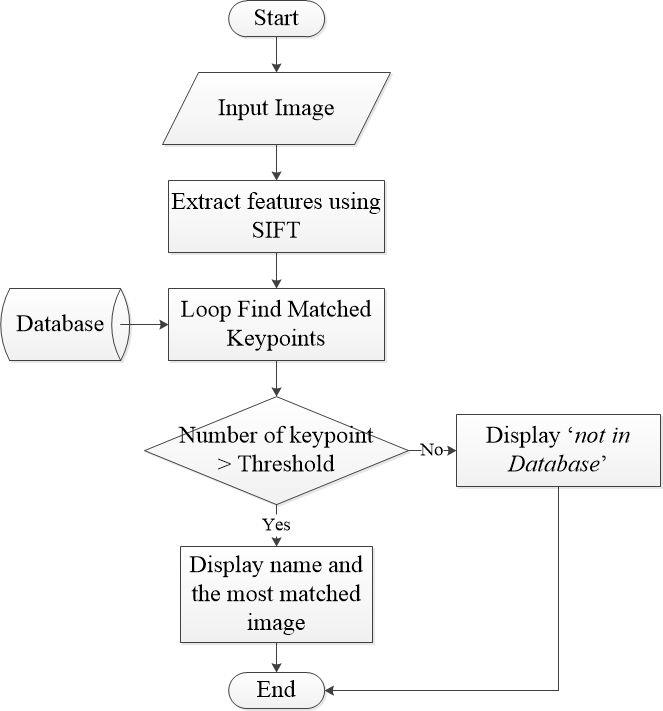 Start
Input Image
Extract features using
SIFT
Database
Loop Find Matched
Keypoints
Number of keypoint
> Threshold
No
Display ‘not in
Database’
Yes
Display name and
the most matched
image
End